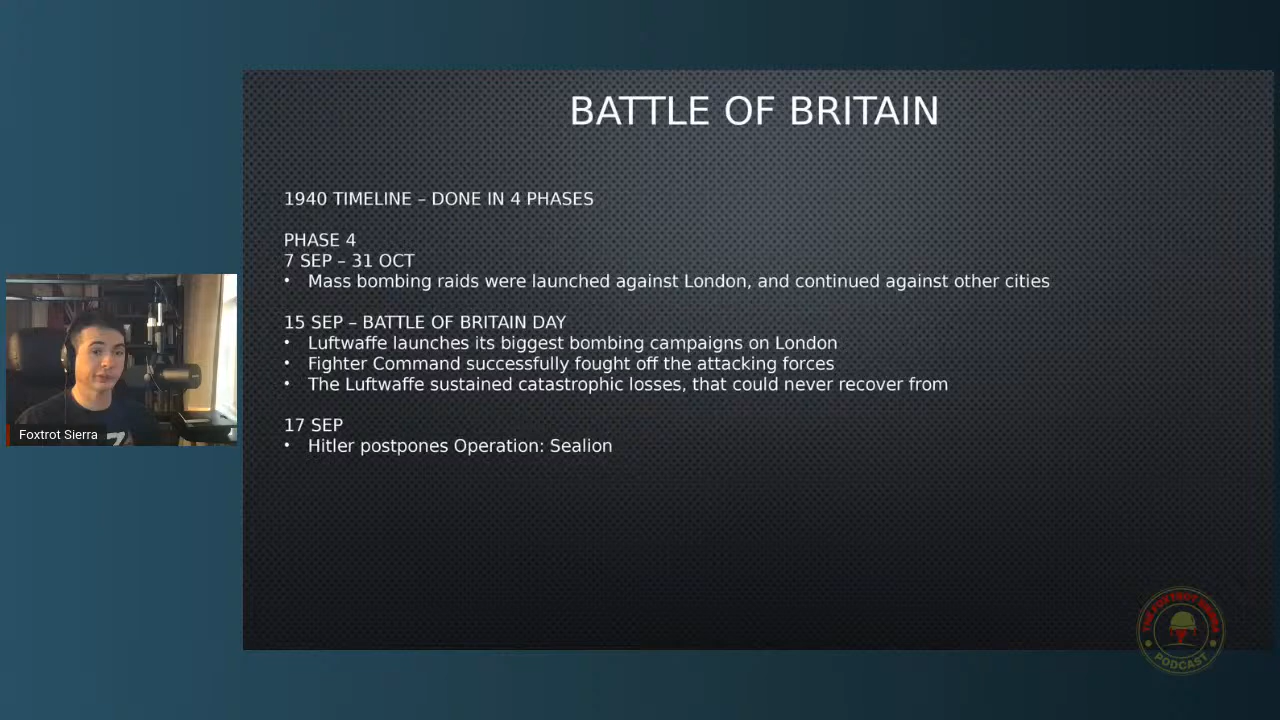 BATTLE OF BRITAIN
1940 TIMELINE – DONE IN 4 PHASES
PHASE 4
7 SEP – 31 OCT
• Mass bombing raids were launched against London, and continued against other cities
15 SEP – BATTLE OF BRITAIN DAY
• Luftwaffe launches its biggest bombing campaigns on London
• Fighter Command successfully fought off the attacking forces
• The Luftwaffe sustained catastrophic losses, that could never recover from
17 SEP
• Hitler postpones Operation: Sealion
Foxtrot Sierra
THE FOXTROT SIERRA
PODCAST